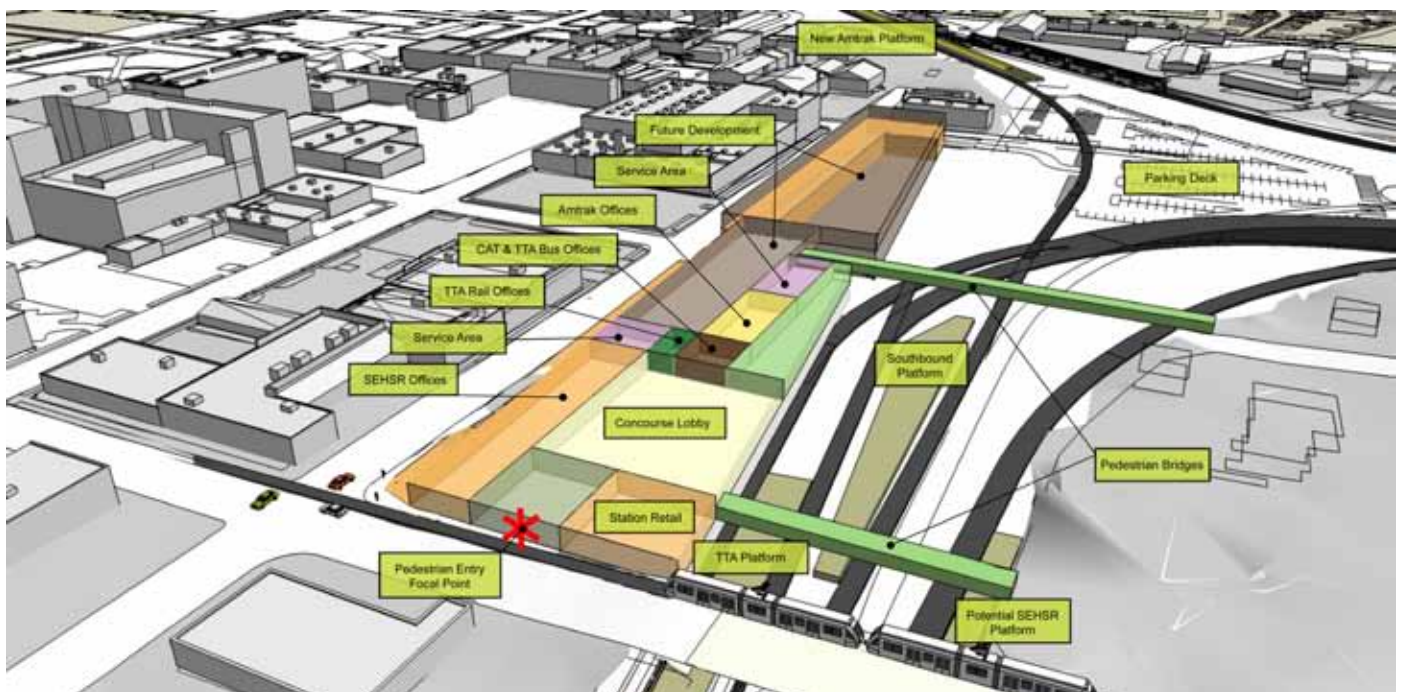 New Amtrak Platform
Future Development
Service Area
Parking Deck
Amtrak Offices
CAT & TTA Bus Offices
TTA Rail Offices
Service Area
Southbound
Platform
SEHSR Offices
Concourse Lobby
Pedestrian Bridges
Station Retail
TTA Platform
Pedestrian Entry
Focal Point
Potential SEHSR
Platform